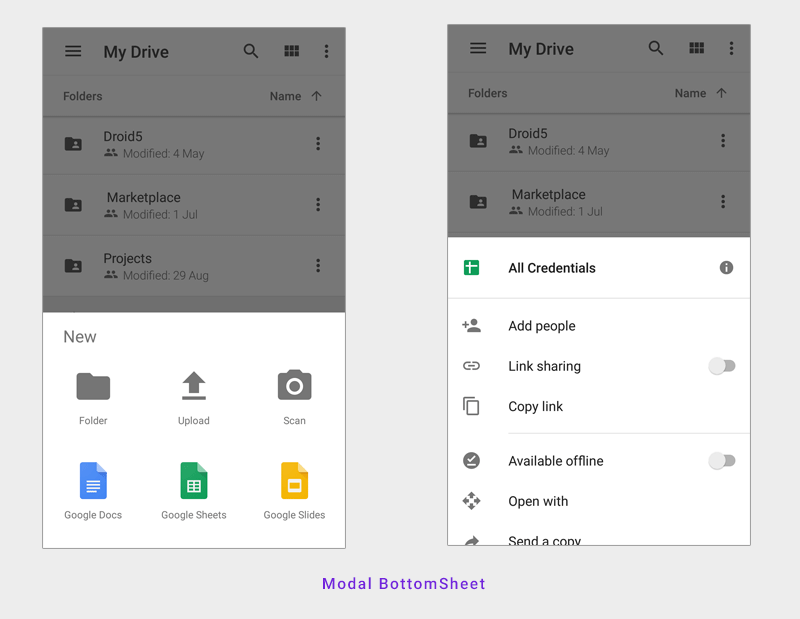 My Drive
Folders Name
Droid5
Modified: 4 May
Marketplace
Modified: 1 Jul
Projects
Modified: 29 Aug
New
Folder Upload Scan
Google Docs Google Sheets Google Slides
My Drive
Folders Name
Droid5
Modified: 4 May
Marketplace
Modified: 1 Jul
All Credentials
Add people
Link sharing
Copy link
Available offline
Open with
Send a copy
Modal BottomSheet